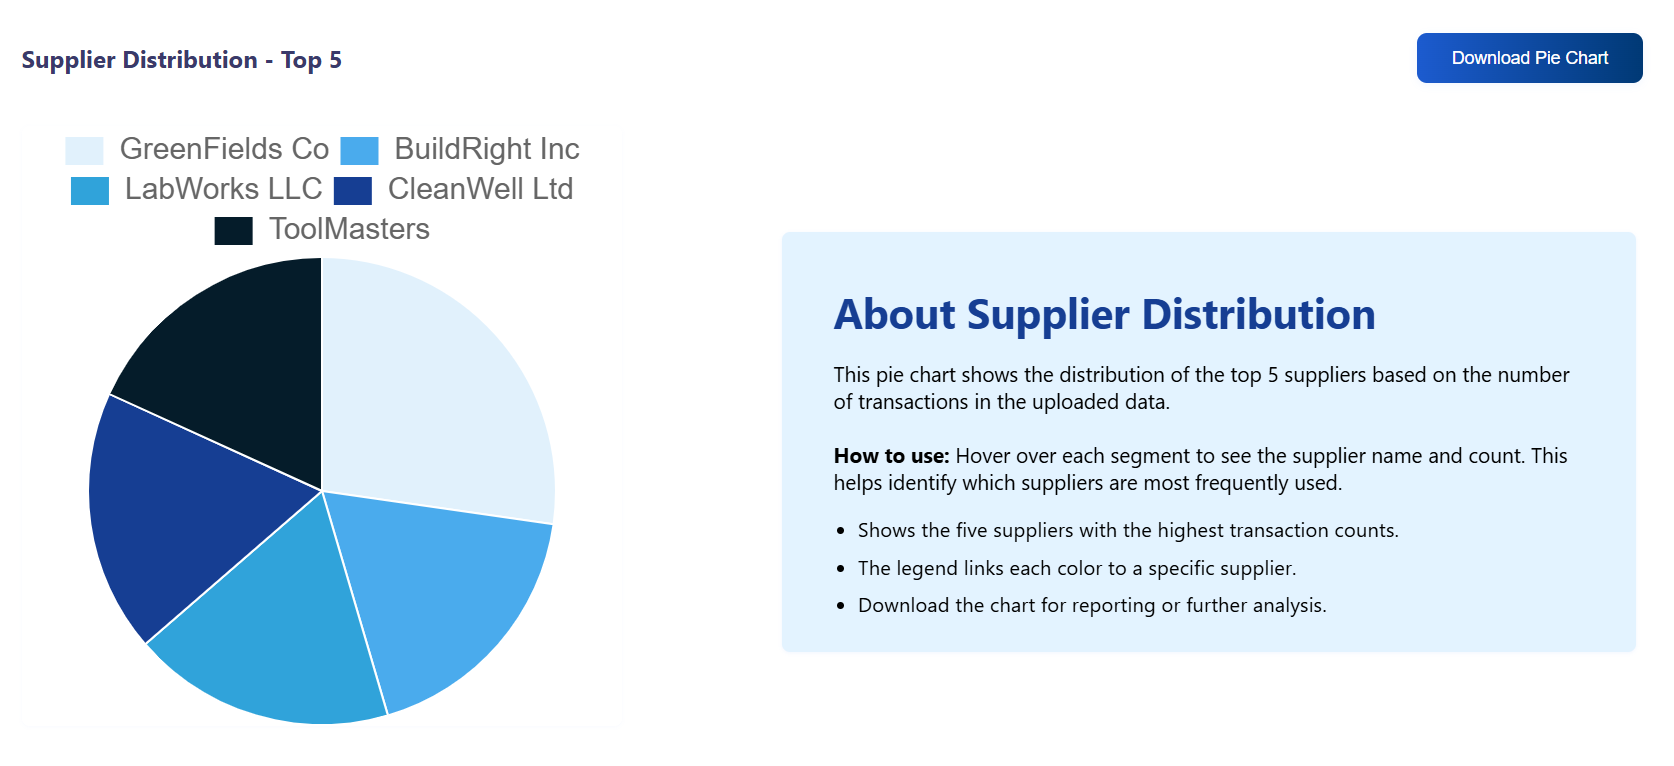 Supplier Distribution - Top 5
Download Pie Chart
GreenFields Co
BuildRight Inc
LabWorks LLC
CleanWell Ltd
ToolMasters
About Supplier Distribution
This pie chart shows the distribution of the top 5 suppliers based on the number
of transactions in the uploaded data.
How to use: Hover over each segment to see the supplier name and count. This
helps identify which suppliers are most frequently used.
• Shows the five suppliers with the highest transaction counts.
• The legend links each color to a specific supplier.
• Download the chart for reporting or further analysis.